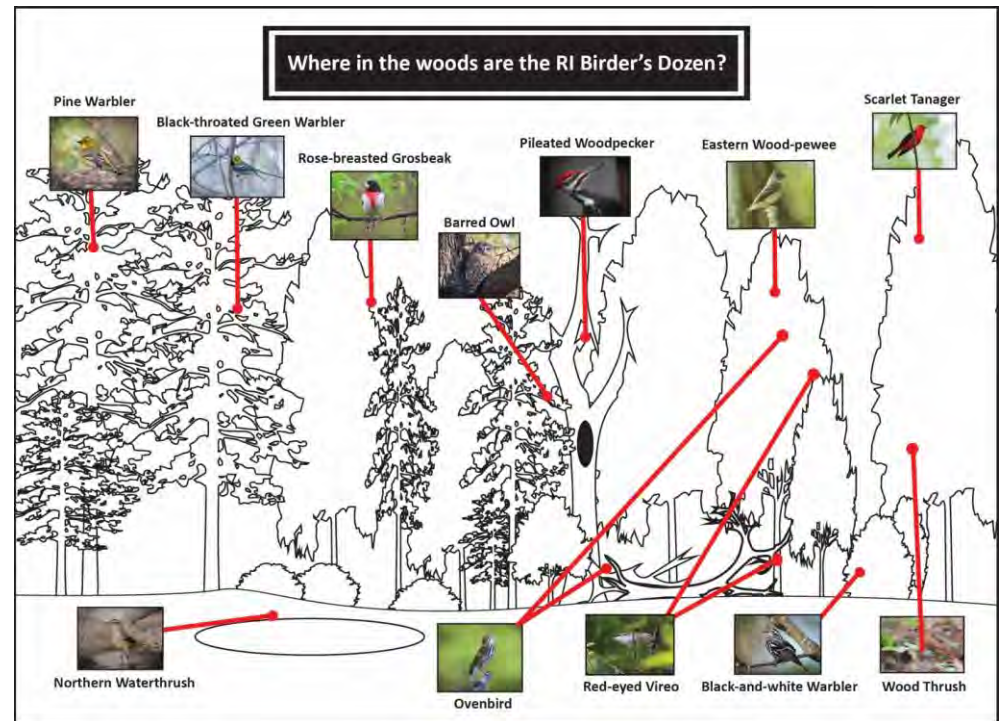 Where in the woods are the RI Birder's Dozen?
Pine Warbler
Black-throated Green Warbler
Rose-breasted Grosbeak
Barred Owl
Pileated Woodpecker
Eastern Wood-pewee
Scarlet Tanager
Northern Waterthrush
Ovenbird
Red-eyed Vireo
Black-and-white Warbler
Wood Thrush